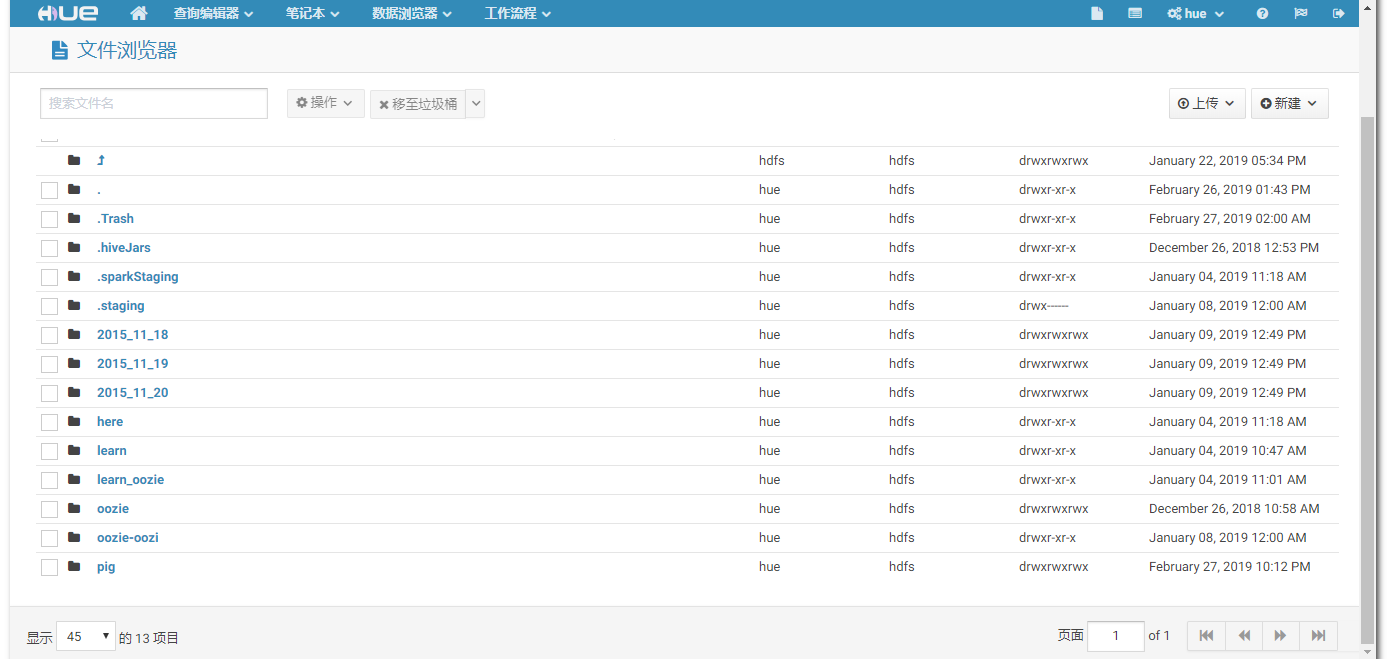 HUE 查询编辑器 笔记本 数据浏览器 工作流程 hue
文件浏览器
搜索文件名 操作 移至垃圾桶 上传 新建
hdfs hdfs drwxrwxrwx January 22, 2019 05:34 PM
. hue hdfs drwxr-xr-x February 26, 2019 01:43 PM
.Trash hue hdfs drwxr-xr-x February 27, 2019 02:00 AM
.hiveJars hue hdfs drwxr-xr-x December 26, 2018 12:53 PM
.sparkStaging hue hdfs drwxr-xr-x January 04, 2019 11:18 AM
.staging hue hdfs drwx------ January 08, 2019 12:00 AM
2015_11_18 hue hdfs drwxrwxrwx January 09, 2019 12:49 PM
2015_11_19 hue hdfs drwxrwxrwx January 09, 2019 12:49 PM
2015_11_20 hue hdfs drwxrwxrwx January 09, 2019 12:49 PM
here hue hdfs drwxr-xr-x January 04, 2019 11:18 AM
learn hue hdfs drwxr-xr-x January 04, 2019 10:47 AM
learn_oozie hue hdfs drwxr-xr-x January 04, 2019 11:01 AM
oozie hue hdfs drwxrwxrwx December 26, 2018 10:58 AM
oozie-oozi hue hdfs drwxr-xr-x January 08, 2019 12:00 AM
pig hue hdfs drwxrwxrwx February 27, 2019 10:12 PM
显示 45 的 13 项目 页面 1 of 1